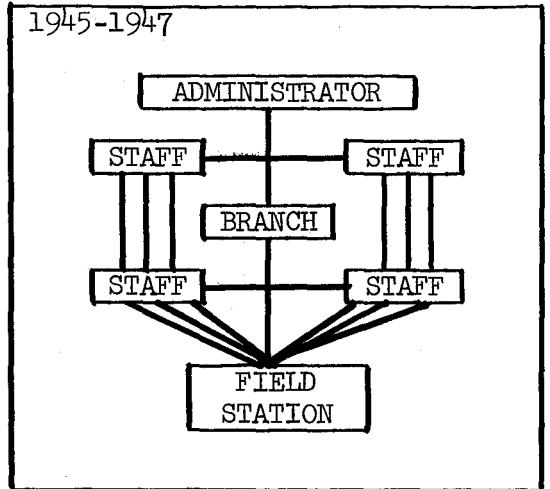 1945-1947
ADMINISTRATOR
STAFF
STAFF
BRANCH
STAFF
STAFF
FIELD
STATION